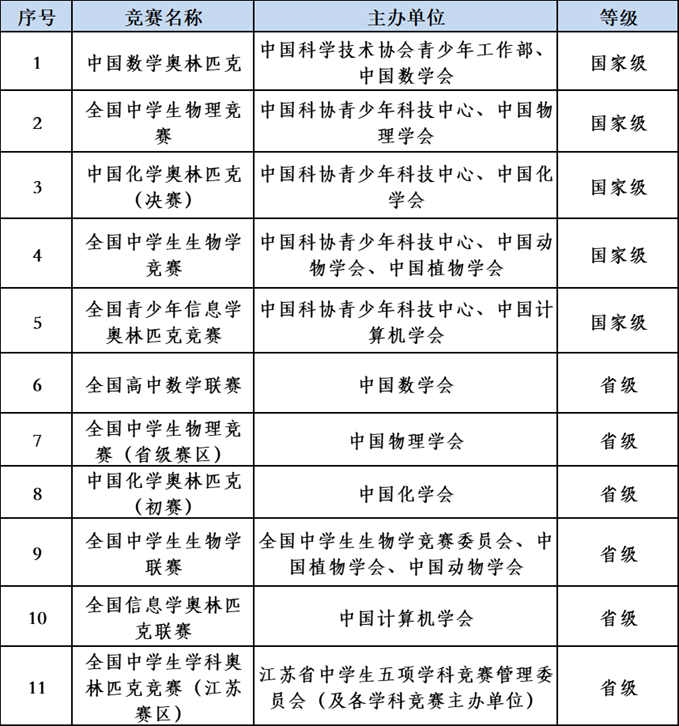 序号 竞赛名称 主办单位 等级
1 中国数学奥林匹克 中国科学技术协会青少年工作部、
中国数学会 国家级
2 全国中学生物理竞
赛 中国科协青少年科技中心、中国物
理学会 国家级
3 中国化学奥林匹克
（决赛） 中国科协青少年科技中心、中国化
学会 国家级
4 全国中学生生物学
竞赛 中国科协青少年科技中心、中国动
物学会、中国植物学会 国家级
5 全国青少年信息学
奥林匹克竞赛 中国科协青少年科技中心、中国计
算机学会 国家级
6 全国高中数学联赛 中国数学会 省级
7 全国中学生物理竞
赛（省级赛区） 中国物理学会 省级
8 中国化学奥林匹克
（初赛） 中国化学会 省级
9 全国中学生生物学
联赛 全国中学生生物学竞赛委员会、中
国植物学会、中国动物学会 省级
10 全国信息学奥林匹
克联赛 中国计算机学会 省级
11 全国中学生学科奥
林匹克竞赛（江苏
赛区） 江苏省中学生五项学科竞赛管理委
员会（及各学科竞赛主办单位） 省级